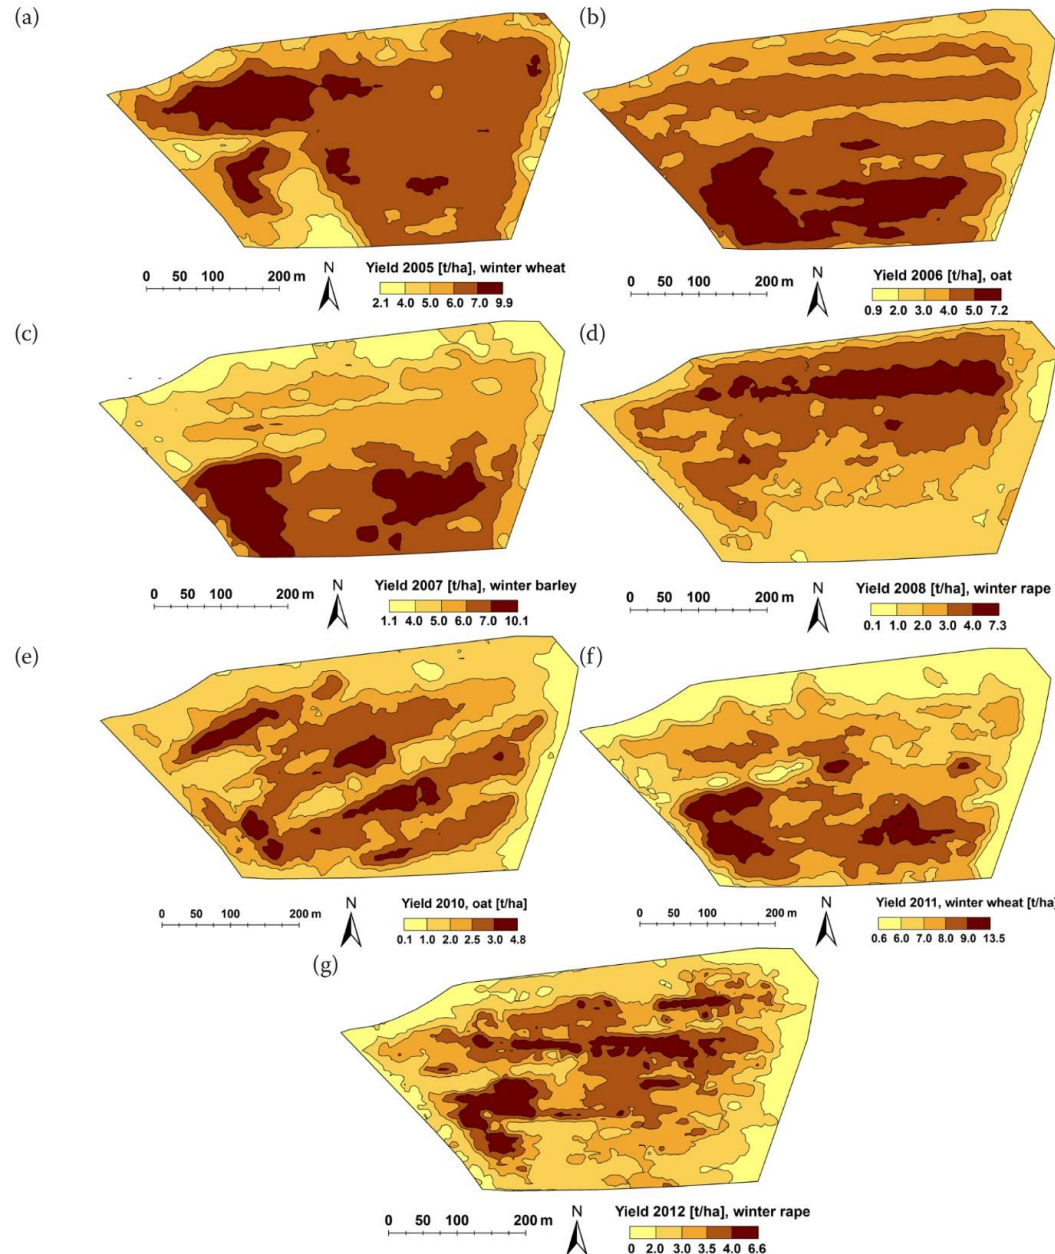 (a)
(b)
N
Yield 2005 [t/ha], winter wheat
0 50 100 200 m
2.1 4.0 5.0 6.0 7.0 9.9
N
Yield 2006 [t/ha], oat
0 50 100 200 m
0.9 2.0 3.0 4.0 5.0 7.2
(c)
(d)
N
Yield 2007 [t/ha], winter barley
0 50 100 200 m
1.1 4.0 5.0 6.0 7.0 10.1
N
Yield 2008 [t/ha], winter rape
0 50 100 200 m
0.1 1.0 2.0 3.0 4.0 7.3
(e)
(f)
N
Yield 2010, oat [t/ha]
0 50 100 200 m
0.1 1.0 2.0 2.5 3.0 4.8
N
Yield 2011, winter wheat [t/ha]
0 50 100 200 m
0.6 6.0 7.0 8.0 9.0 13.5
(g)
N
Yield 2012 [t/ha], winter rape
0 50 100 200 m
0 2.0 3.0 3.5 4.0 6.6